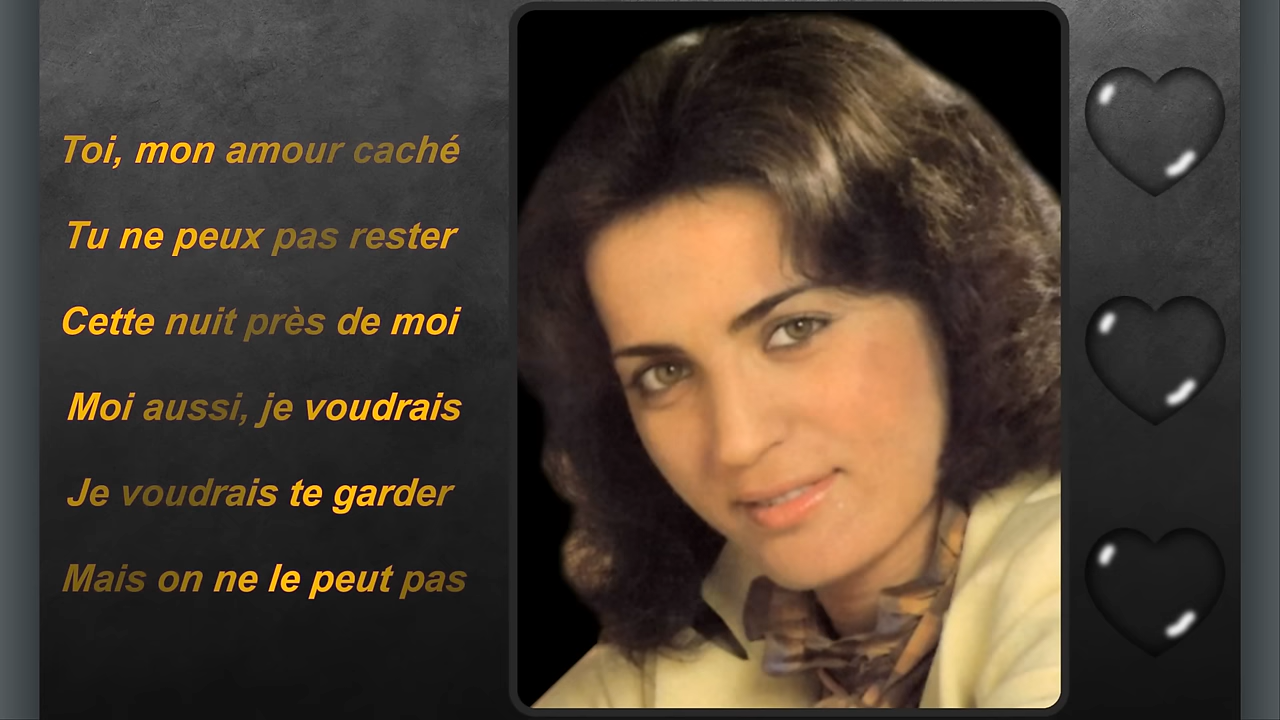 Toi, mon amour caché
Tu ne peux pas rester
Cette nuit près de moi
Moi aussi, je voudrais
Je voudrais te garder
Mais on ne le peut pas